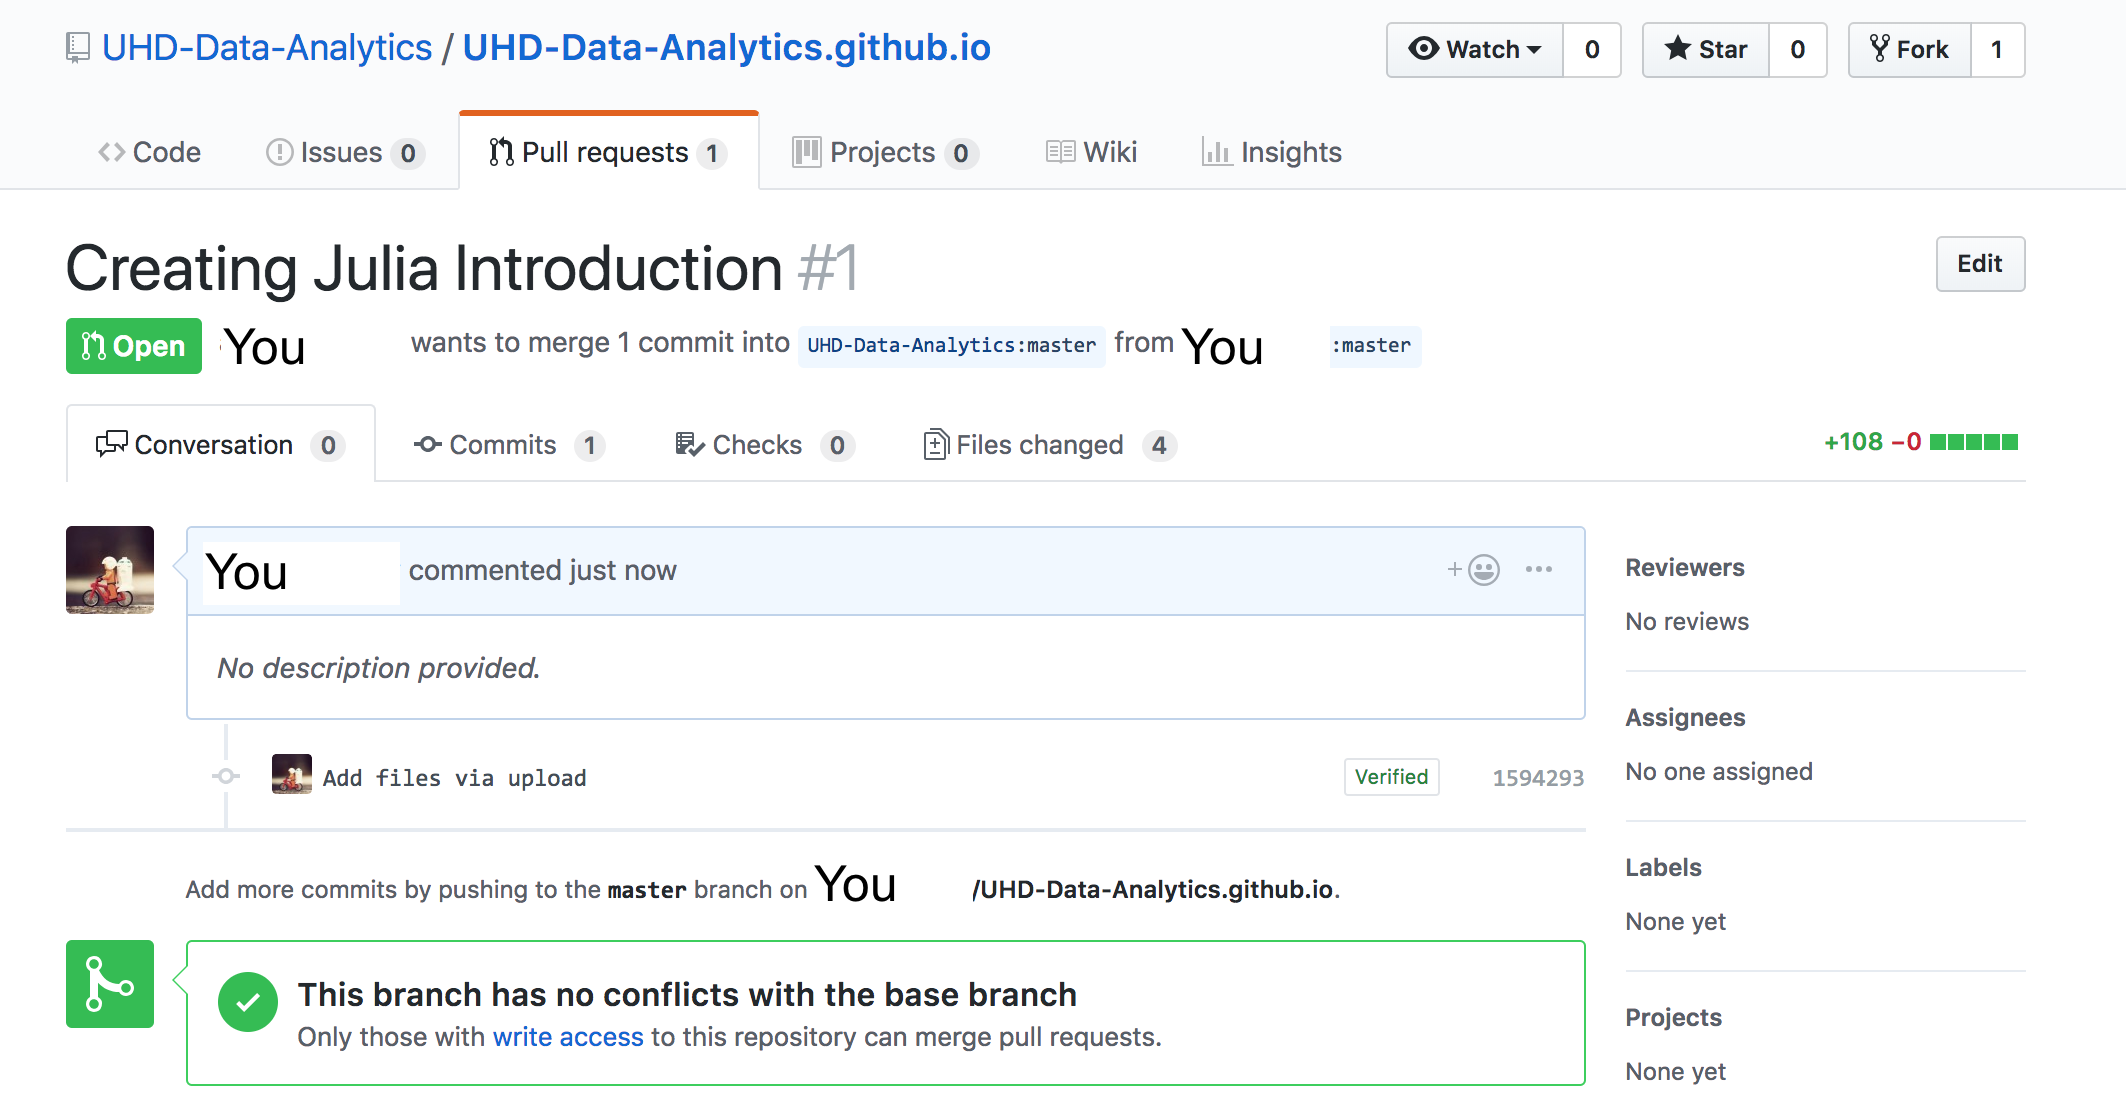 UHD-Data-Analytics / UHD-Data-Analytics.github.io
Watch 0 Star 0 Fork 1
Code Issues 0 Pull requests 1 Projects 0 Wiki Insights
Creating Julia Introduction #1
Edit
Open You wants to merge 1 commit into UHD-Data-Analytics:master from You :master
Conversation 0 Commits 1 Checks 0 Files changed 4
+108 −0
You commented just now
No description provided.
Add files via upload Verified 1594293
Add more commits by pushing to the master branch on You /UHD-Data-Analytics.github.io.
This branch has no conflicts with the base branch
Only those with write access to this repository can merge pull requests.
Reviewers
No reviews
Assignees
No one assigned
Labels
None yet
Projects
None yet